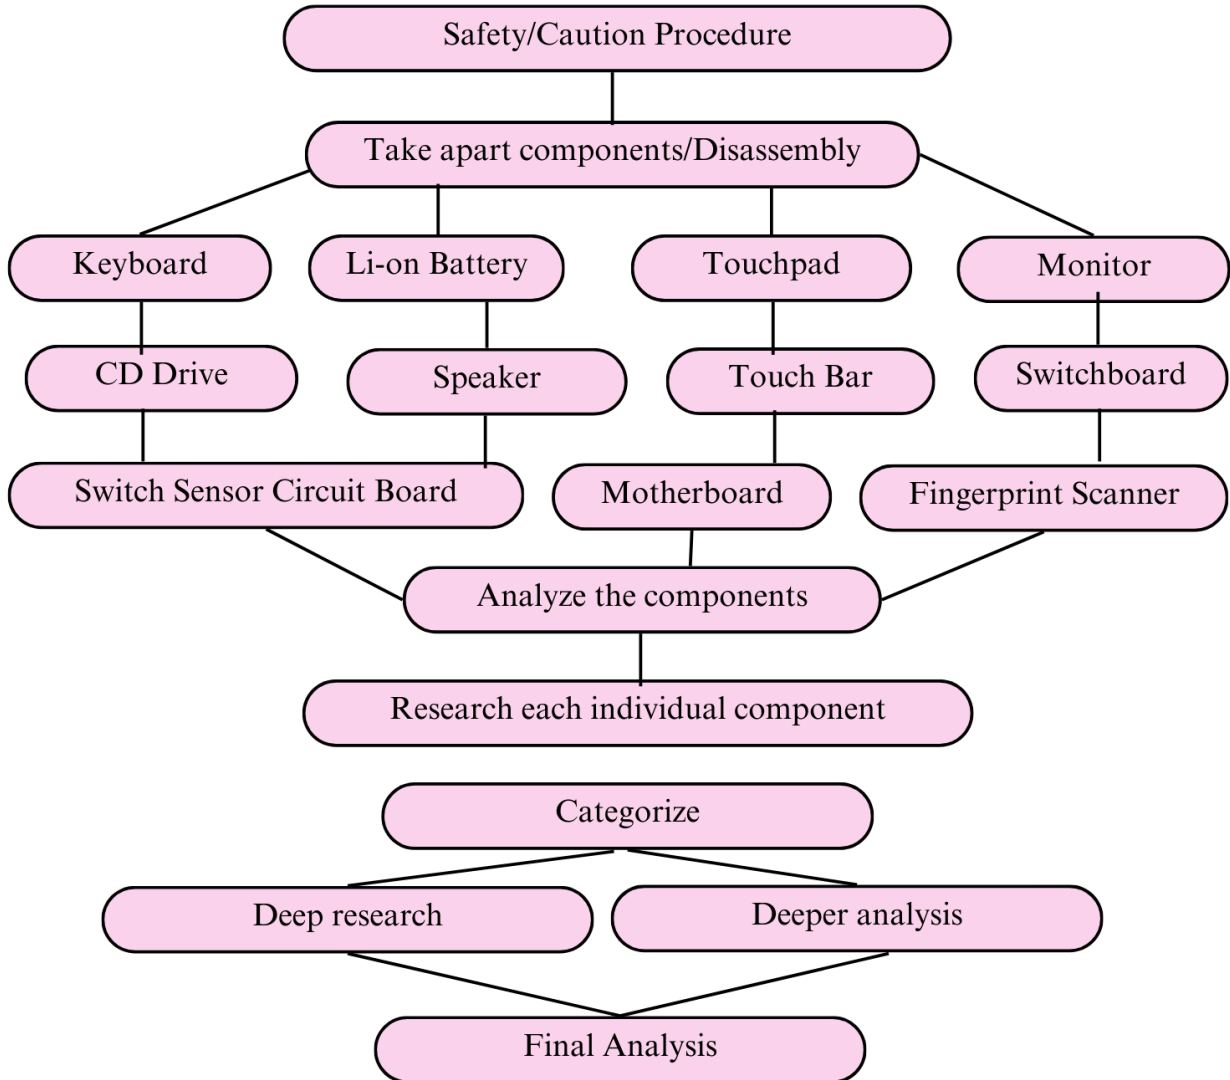 Safety/Caution Procedure
Take apart components/Disassembly
Keyboard
Li-on Battery
Touchpad
Monitor
CD Drive
Speaker
Touch Bar
Switchboard
Switch Sensor Circuit Board
Motherboard
Fingerprint Scanner
Analyze the components
Research each individual component
Categorize
Deep research
Deeper analysis
Final Analysis